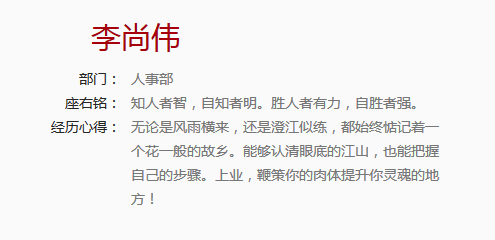 李尚伟
部门： 人事部
座右铭： 知人者智，自知者明。胜人者有力，自胜者强。
经历心得： 无论是风雨横来，还是澄江似练，都始终惦记着一
个花一般的故乡。能够认清眼底的江山，也能把握
自己的步骤。上业，鞭策你的肉体提升你灵魂的地
方！